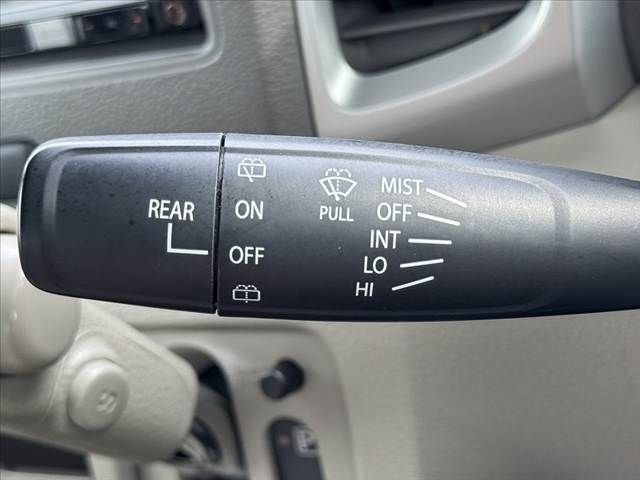 REAR
ON
OFF
PULL
MIST
OFF
INT
LO
HI